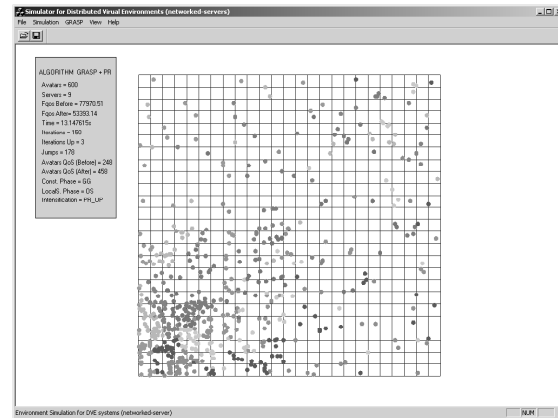 Simulator for Distributed Virual Environments (networked-servers)
File Simulation GRASP View Help
ALGORITHM GRASP + PR
Avatars = 600
Servers = 9
Fqos Before = 77970.51
Fqos After= 53393.14
Time = 13.147615s
Iterations = 160
Iterations Up = 3
Jumps = 178
Avatars QoS (Before) = 248
Avatars QoS (After) = 458
Const. Phase = GG
LocalS. Phase = DS
Intensification = PR_UP
Environment Simulation for DVE systems (networked-server)
NUM